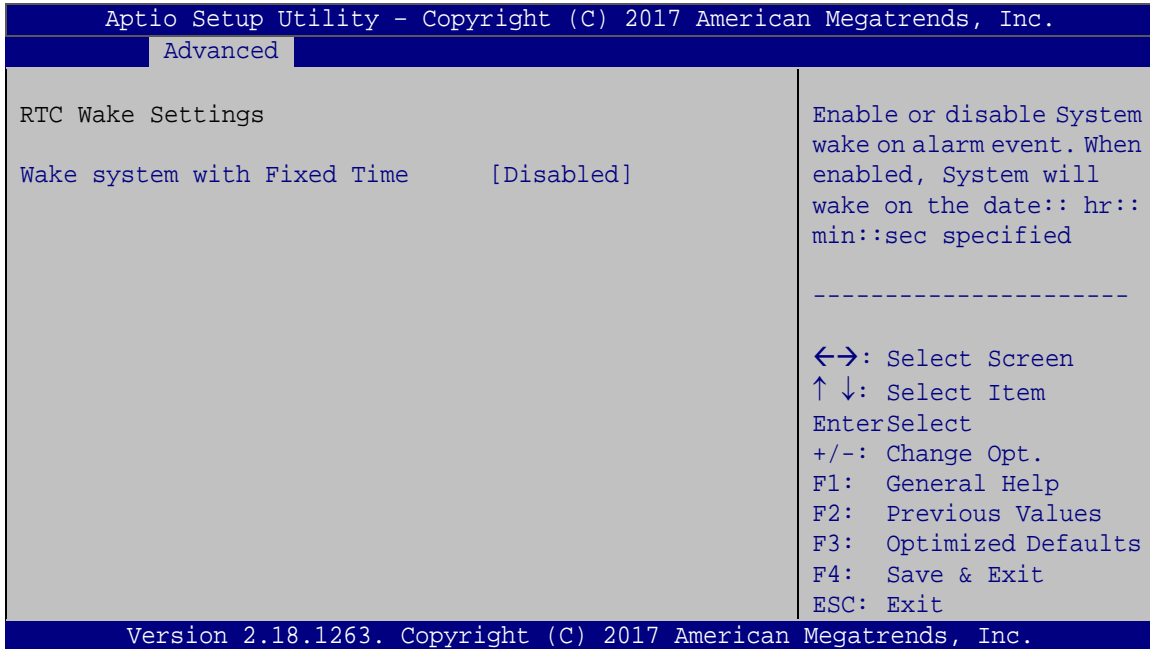 Aptio Setup Utility – Copyright (C) 2017 American Megatrends, Inc.
Advanced
RTC Wake Settings
Wake system with Fixed Time [Disabled]
Enable or disable System
wake on alarm event. When
enabled, System will
wake on the date:: hr::
min::sec specified
----------------------
←→: Select Screen
↑ ↓: Select Item
EnterSelect
+/-: Change Opt.
F1: General Help
F2: Previous Values
F3: Optimized Defaults
F4: Save & Exit
ESC: Exit
Version 2.18.1263. Copyright (C) 2017 American Megatrends, Inc.